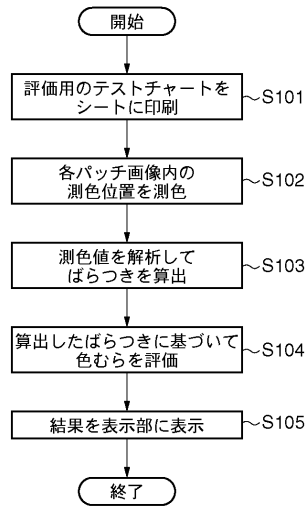 開始
評価用のテストチャートを
シートに印刷
S101
各パッチ画像内の
測色位置を測色
S102
測色値を解析して
ばらつきを算出
S103
算出したばらつきに基づいて
色むらを評価
S104
結果を表示部に表示
S105
終了